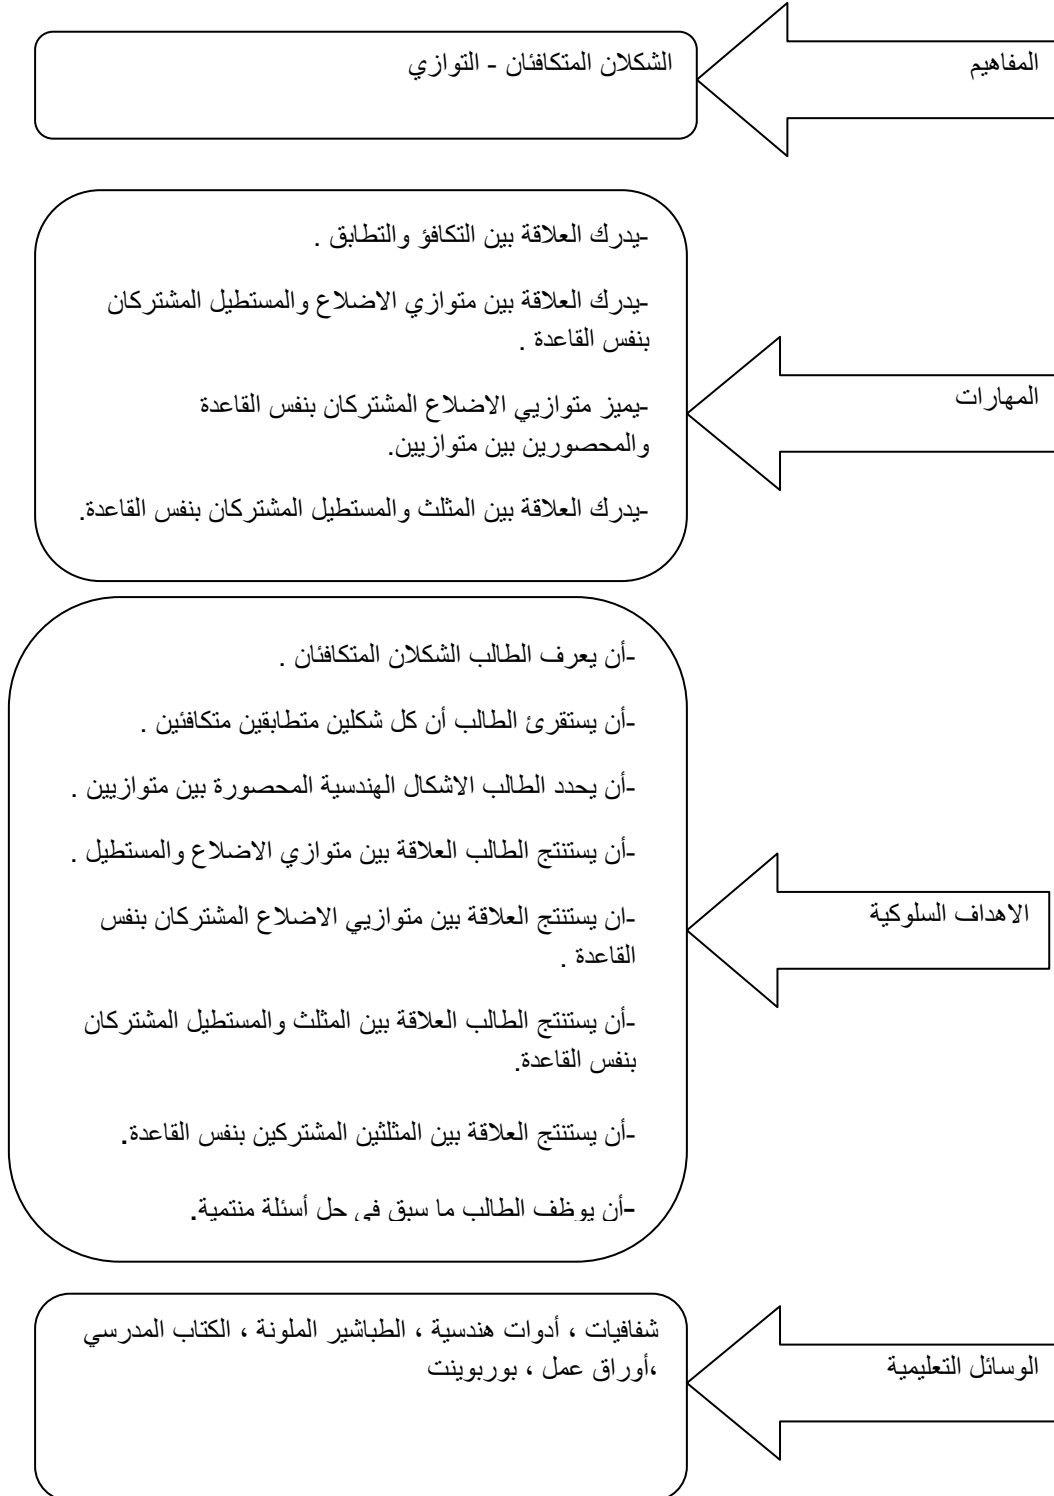 المفاهيم
الشكلان المتكافئان - التوازي
المهارات
-يدرك العلاقة بين التكافؤ والتطابق .
-يدرك العلاقة بين متوازي الاضلاع والمستطيل المشتركان
بنفس القاعدة .
-يميز متوازيي الاضلاع المشتركان بنفس القاعدة
والمحصورين بين متوازيين.
-يدرك العلاقة بين المثلث والمستطيل المشتركان بنفس القاعدة.
الاهداف السلوكية
-أن يعرف الطالب الشكلان المتكافئان .
-أن يستقرئ الطالب أن كل شكلين متطابقين متكافئين .
-أن يحدد الطالب الاشكال الهندسية المحصورة بين متوازيين .
-أن يستنتج الطالب العلاقة بين متوازي الاضلاع والمستطيل .
-ان يستنتج العلاقة بين متوازيي الاضلاع المشتركان بنفس
القاعدة .
-أن يستنتج الطالب العلاقة بين المثلث والمستطيل المشتركان
بنفس القاعدة.
-أن يستنتج العلاقة بين المثلثين المشتركين بنفس القاعدة.
-أن يوظف الطالب ما سبق في حل أسئلة منتمية.
الوسائل التعليمية
شفافيات ، أدوات هندسية ، الطباشير الملونة ، الكتاب المدرسي
،أوراق عمل ، بوربوينت